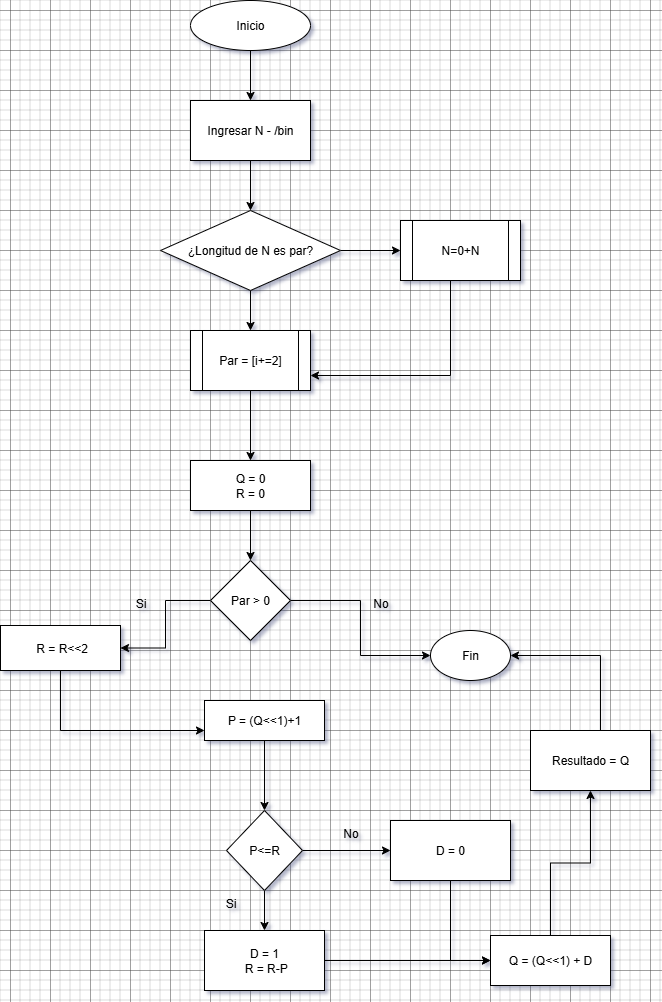 Inicio
Ingresar N - /bin
¿Longitud de N es par?
N=0+N
Par = [i+=2]
Q = 0
R = 0
Par > 0
Si
No
R = R<<2
Fin
P = (Q<<1)+1
Resultado = Q
P<=R
No
D = 0
Si
D = 1
R = R-P
Q = (Q<<1) + D